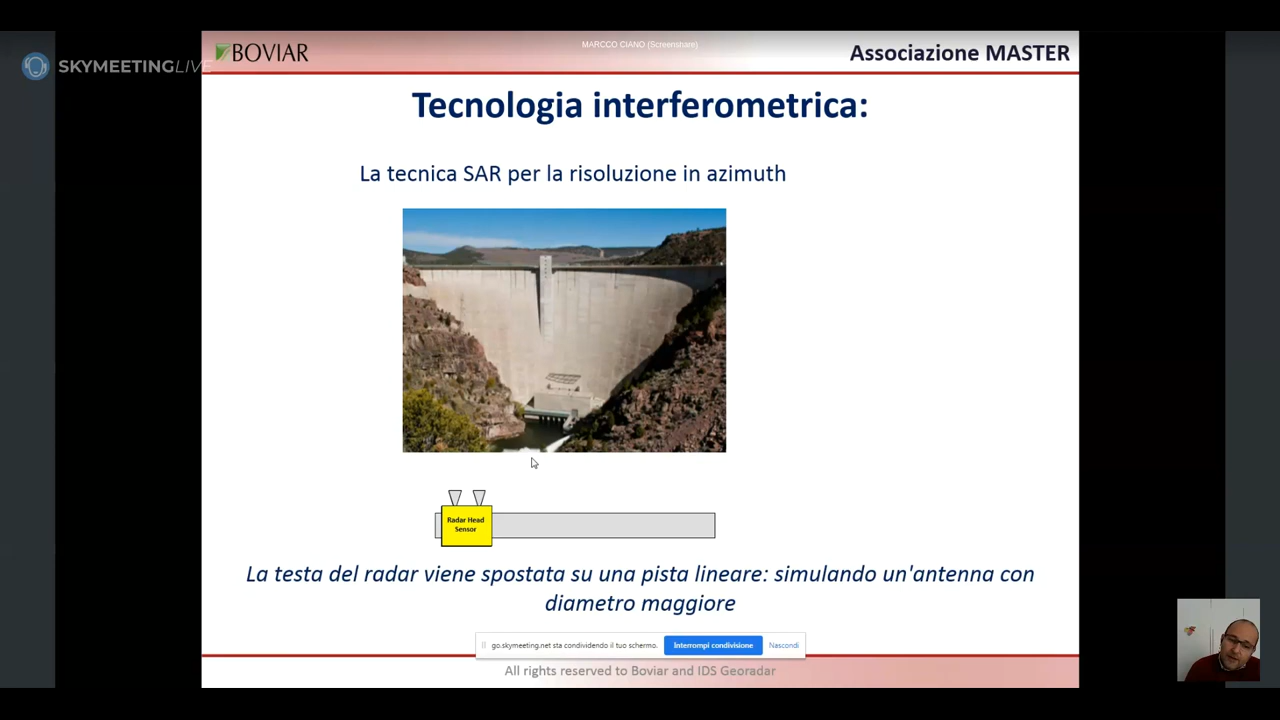 SKYMEETINGLIVE
BOVIAR
MARCCO CIANO (Screenshare)
Associazione MASTER
Tecnologia interferometrica:
La tecnica SAR per la risoluzione in azimuth
Radar Head
Sensor
La testa del radar viene spostata su una pista lineare: simulando un'antenna con
diametro maggiore
go.skymeeting.net sta condividendo il tuo schermo.
Interrompi condivisione
Nascondi
All rights reserved to Boviar and IDS Georadar